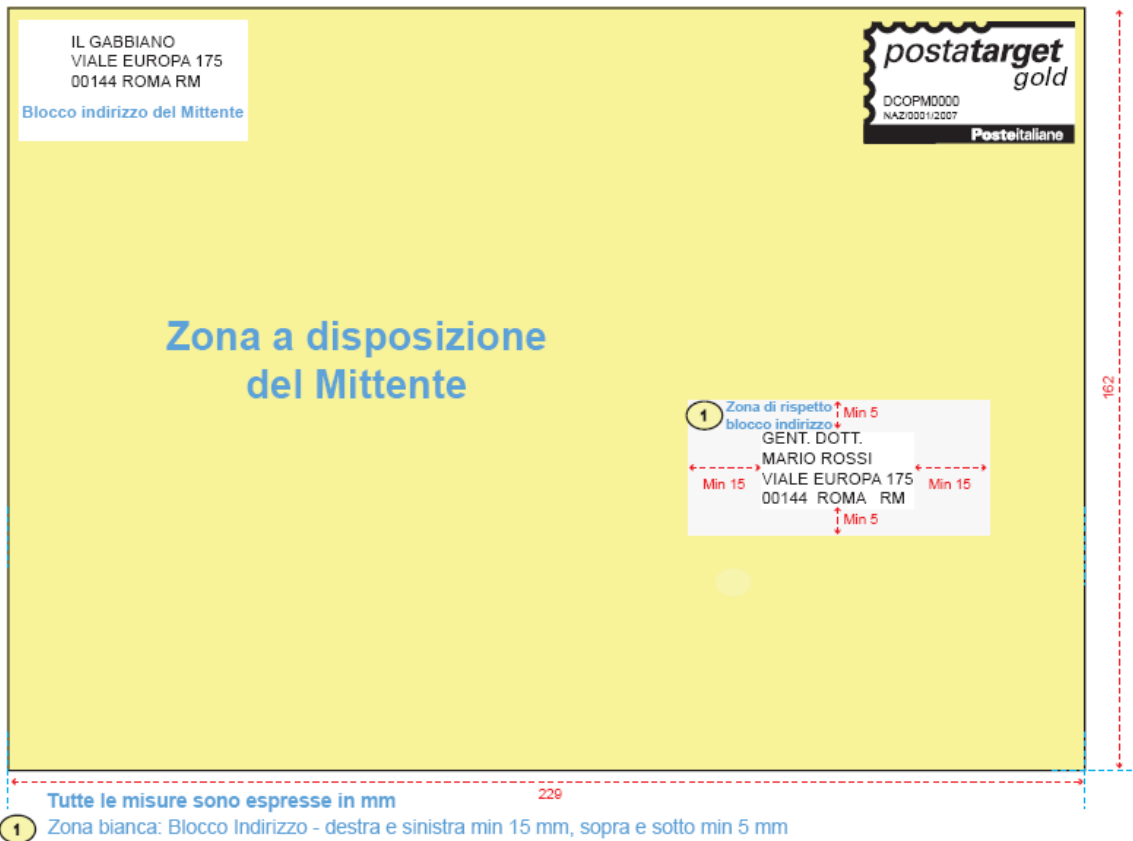 IL GABBIANO
VIALE EUROPA 175
00144 ROMA RM
Blocco indirizzo del Mittente
postatarget
gold
DCOPM0000
NAZ/0001/2007
Posteitaliane
Zona a disposizione
del Mittente
162
1
Zona di rispetto
blocco indirizzo
Min 5
GENT. DOTT.
MARIO ROSSI
VIALE EUROPA 175
00144 ROMA RM
Min 15
Min 15
Min 5
229
Tutte le misure sono espresse in mm
1 Zona bianca: Blocco Indirizzo - destra e sinistra min 15 mm, sopra e sotto min 5 mm